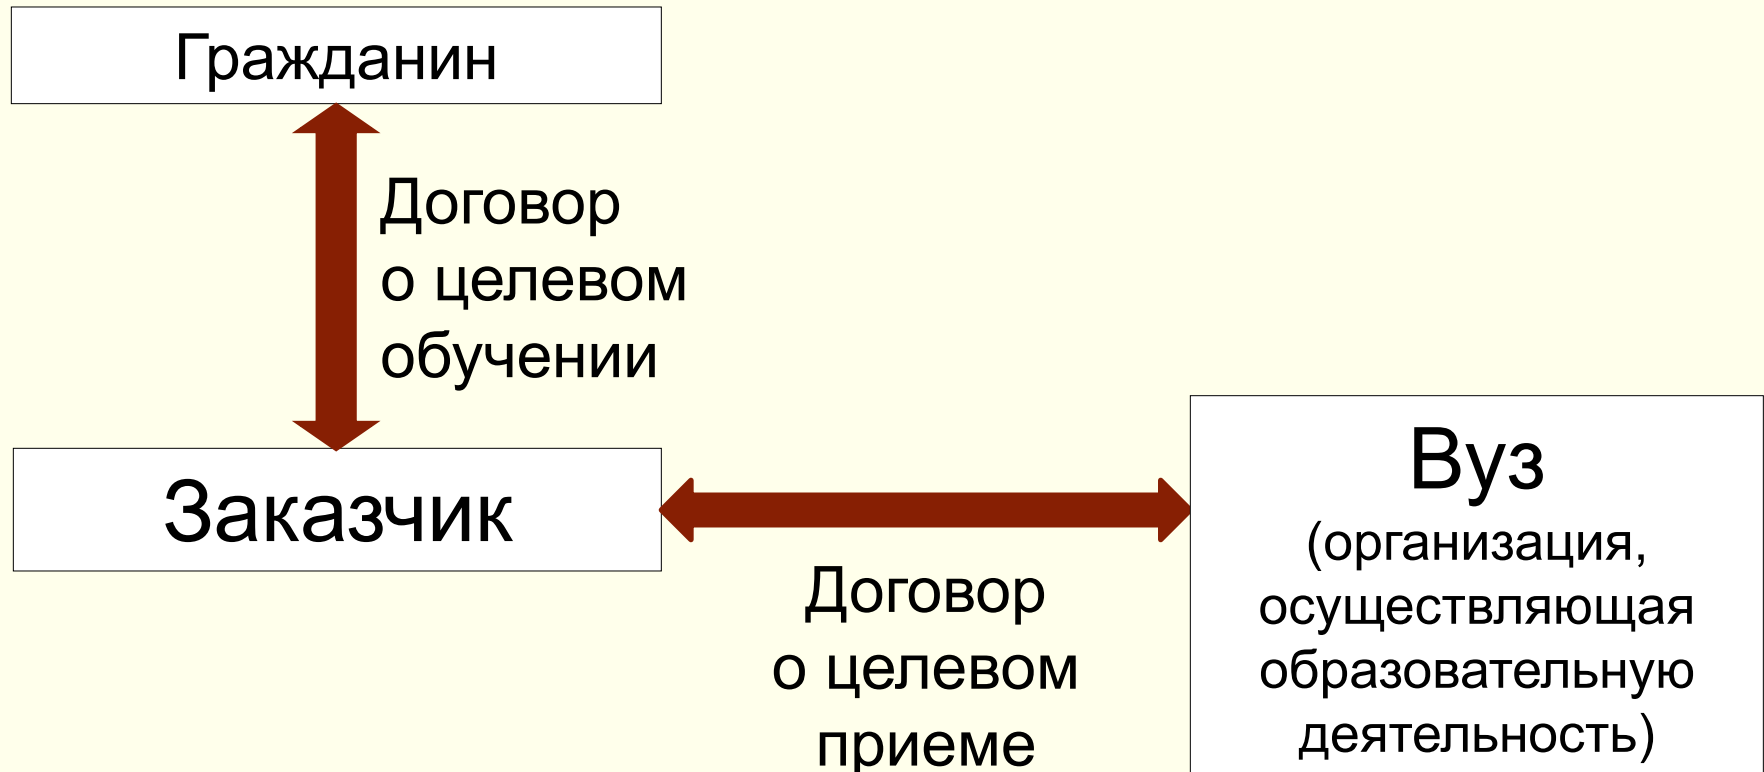 Гражданин
Договор
о целевом
обучении
Заказчик
Договор
о целевом
приеме
Вуз
(организация,
осуществляющая
образовательную
деятельность)